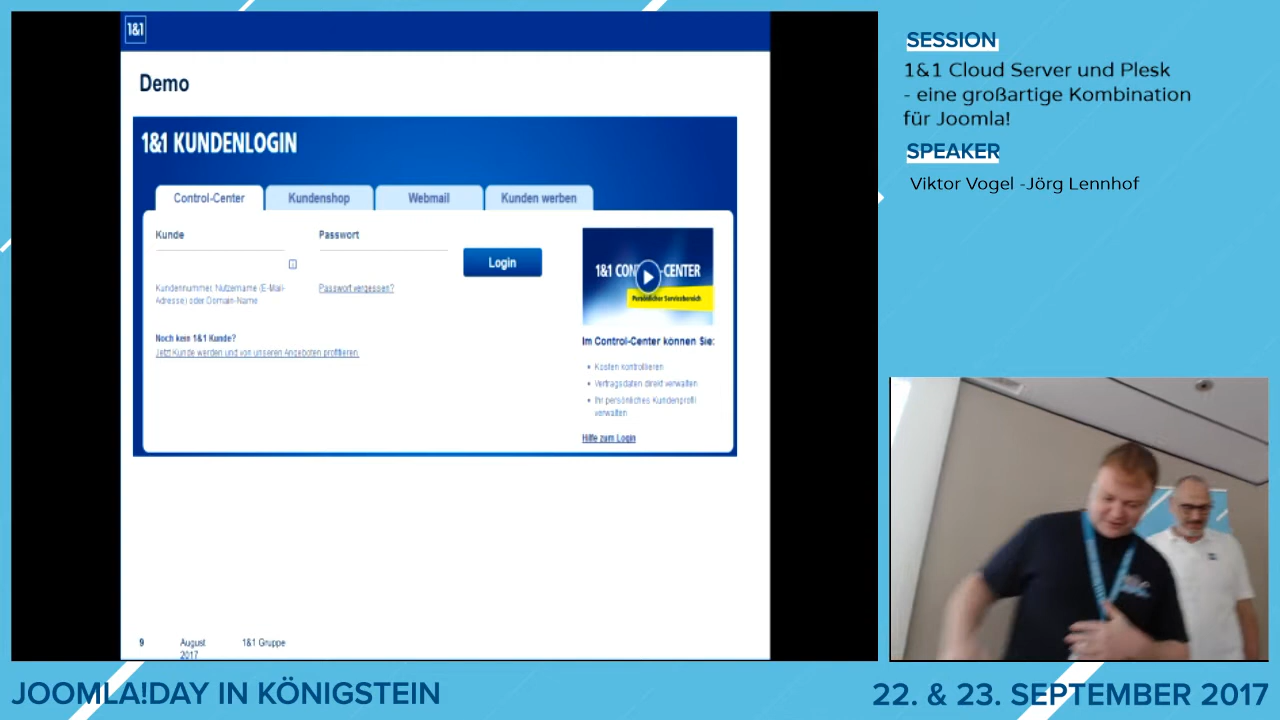 1&1
Demo
1&1 KUNDENLOGIN
Control-Center
Kundenshop
Webmail
Kunden werben
Kunde
Passwort
Login
Kundennummer, Nutzername (E-Mail-
Adresse) oder Domain-Name
Passwort vergessen?
Noch kein 1&1 Kunde?
Jetzt Kunde werden und von unseren Angeboten profitieren.
Persönlicher Servicebereich
Im Control-Center können Sie:
Kosten kontrollieren
Vertragsdaten direkt verwalten
Ihr persönliches Kundenprofil
verwalten
Hilfe zum Login
9
August
2017
1&1 Gruppe
SESSION
1&1 Cloud Server und Plesk
- eine großartige Kombination
für Joomla!
SPEAKER
Viktor Vogel -Jörg Lennhof
JOOMLA!DAY IN KÖNIGSTEIN
22. & 23. SEPTEMBER 2017